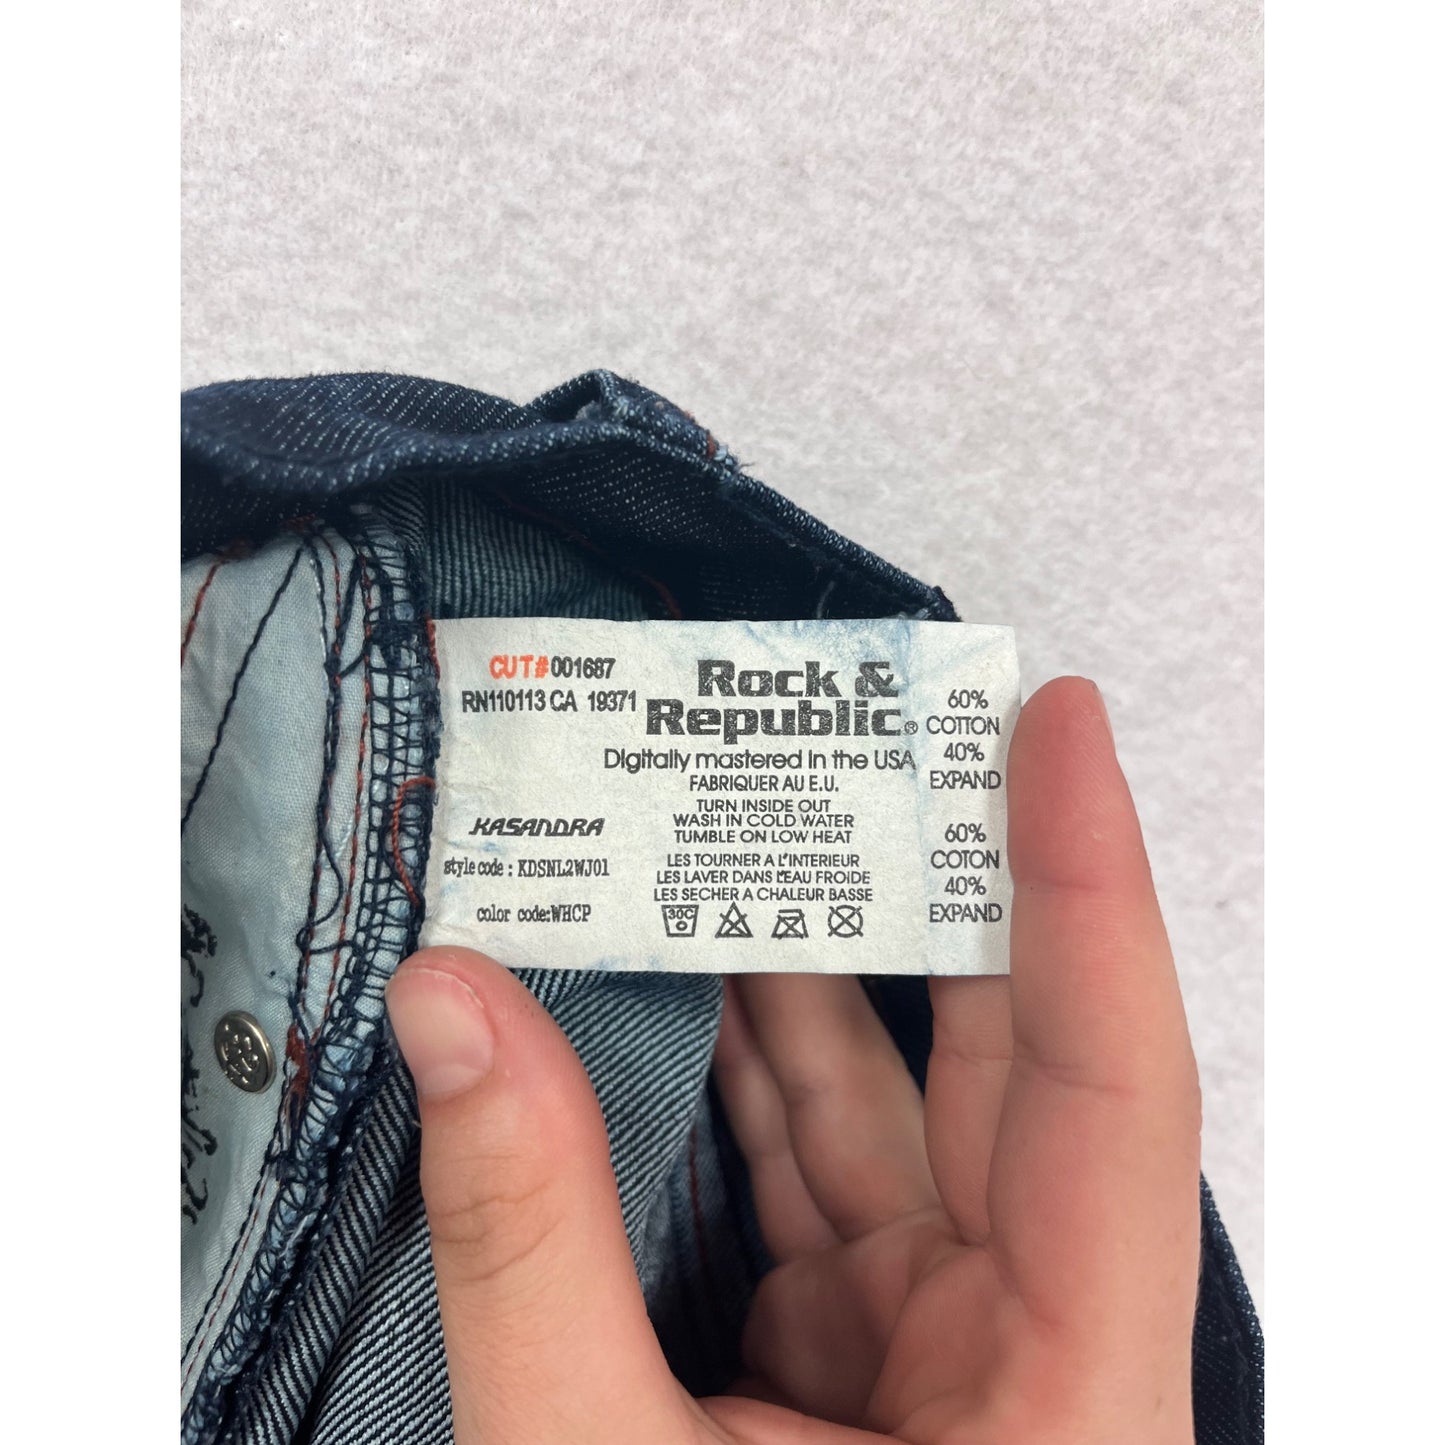 CUT# 001687
RN110113 CA 19371
KASANDRA
style code : KDSNL2WJ01
color code:WHCP
Rock &
Republic®
Digitally mastered in the USA
FABRIQUER AU E.U.
TURN INSIDE OUT
WASH IN COLD WATER
TUMBLE ON LOW HEAT
LES TOURNER A L'INTERIEUR
LES LAVER DANS L'EAU FROIDE
LES SECHER A CHALEUR BASSE
30C
60%
COTTON
40%
EXPAND
60%
COTON
40%
EXPAND